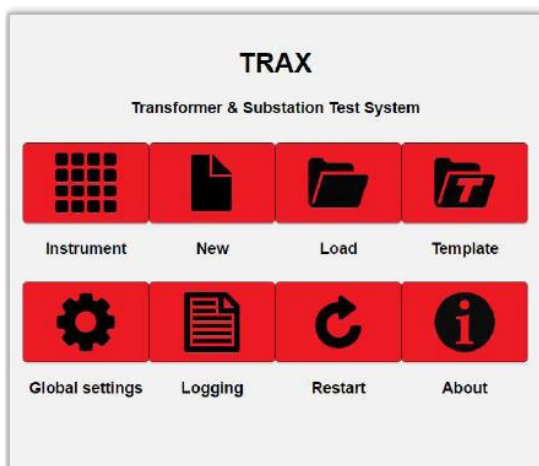 TRAX
Transformer & Substation Test System
Instrument New Load Template
Global settings Logging Restart About